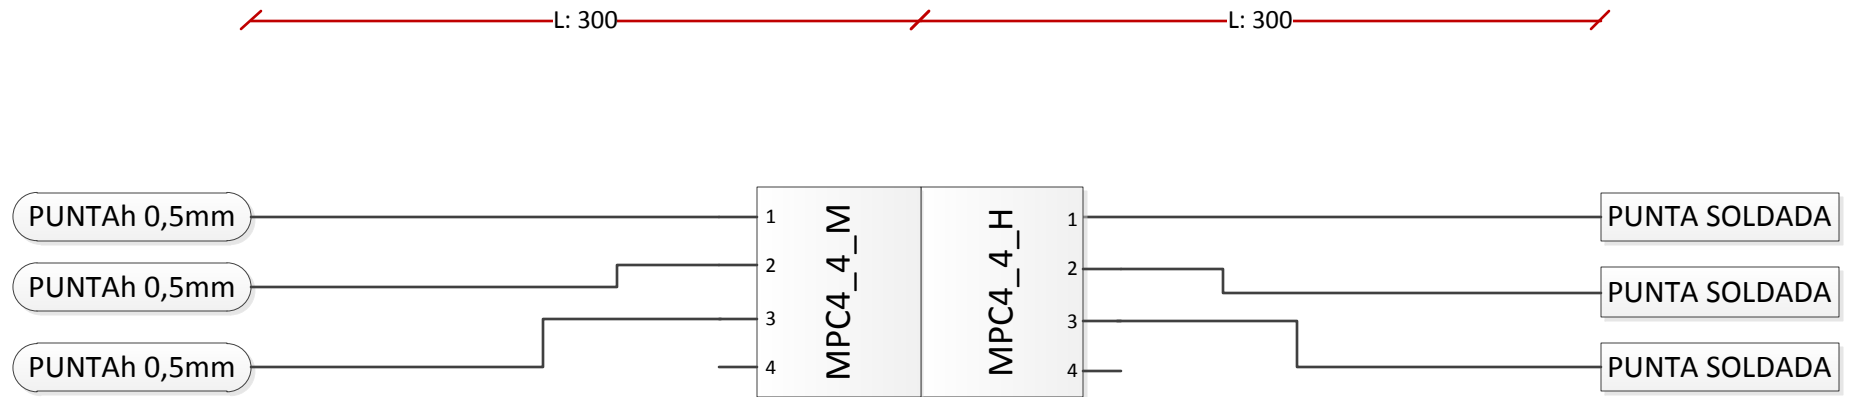 L: 300
L: 300
PUNTAh 0,5mm
1
MPC4_4_M
MPC4_4_H
1
PUNTA SOLDADA
PUNTAh 0,5mm
2
2
PUNTA SOLDADA
3
3
PUNTAh 0,5mm
4
4
PUNTA SOLDADA